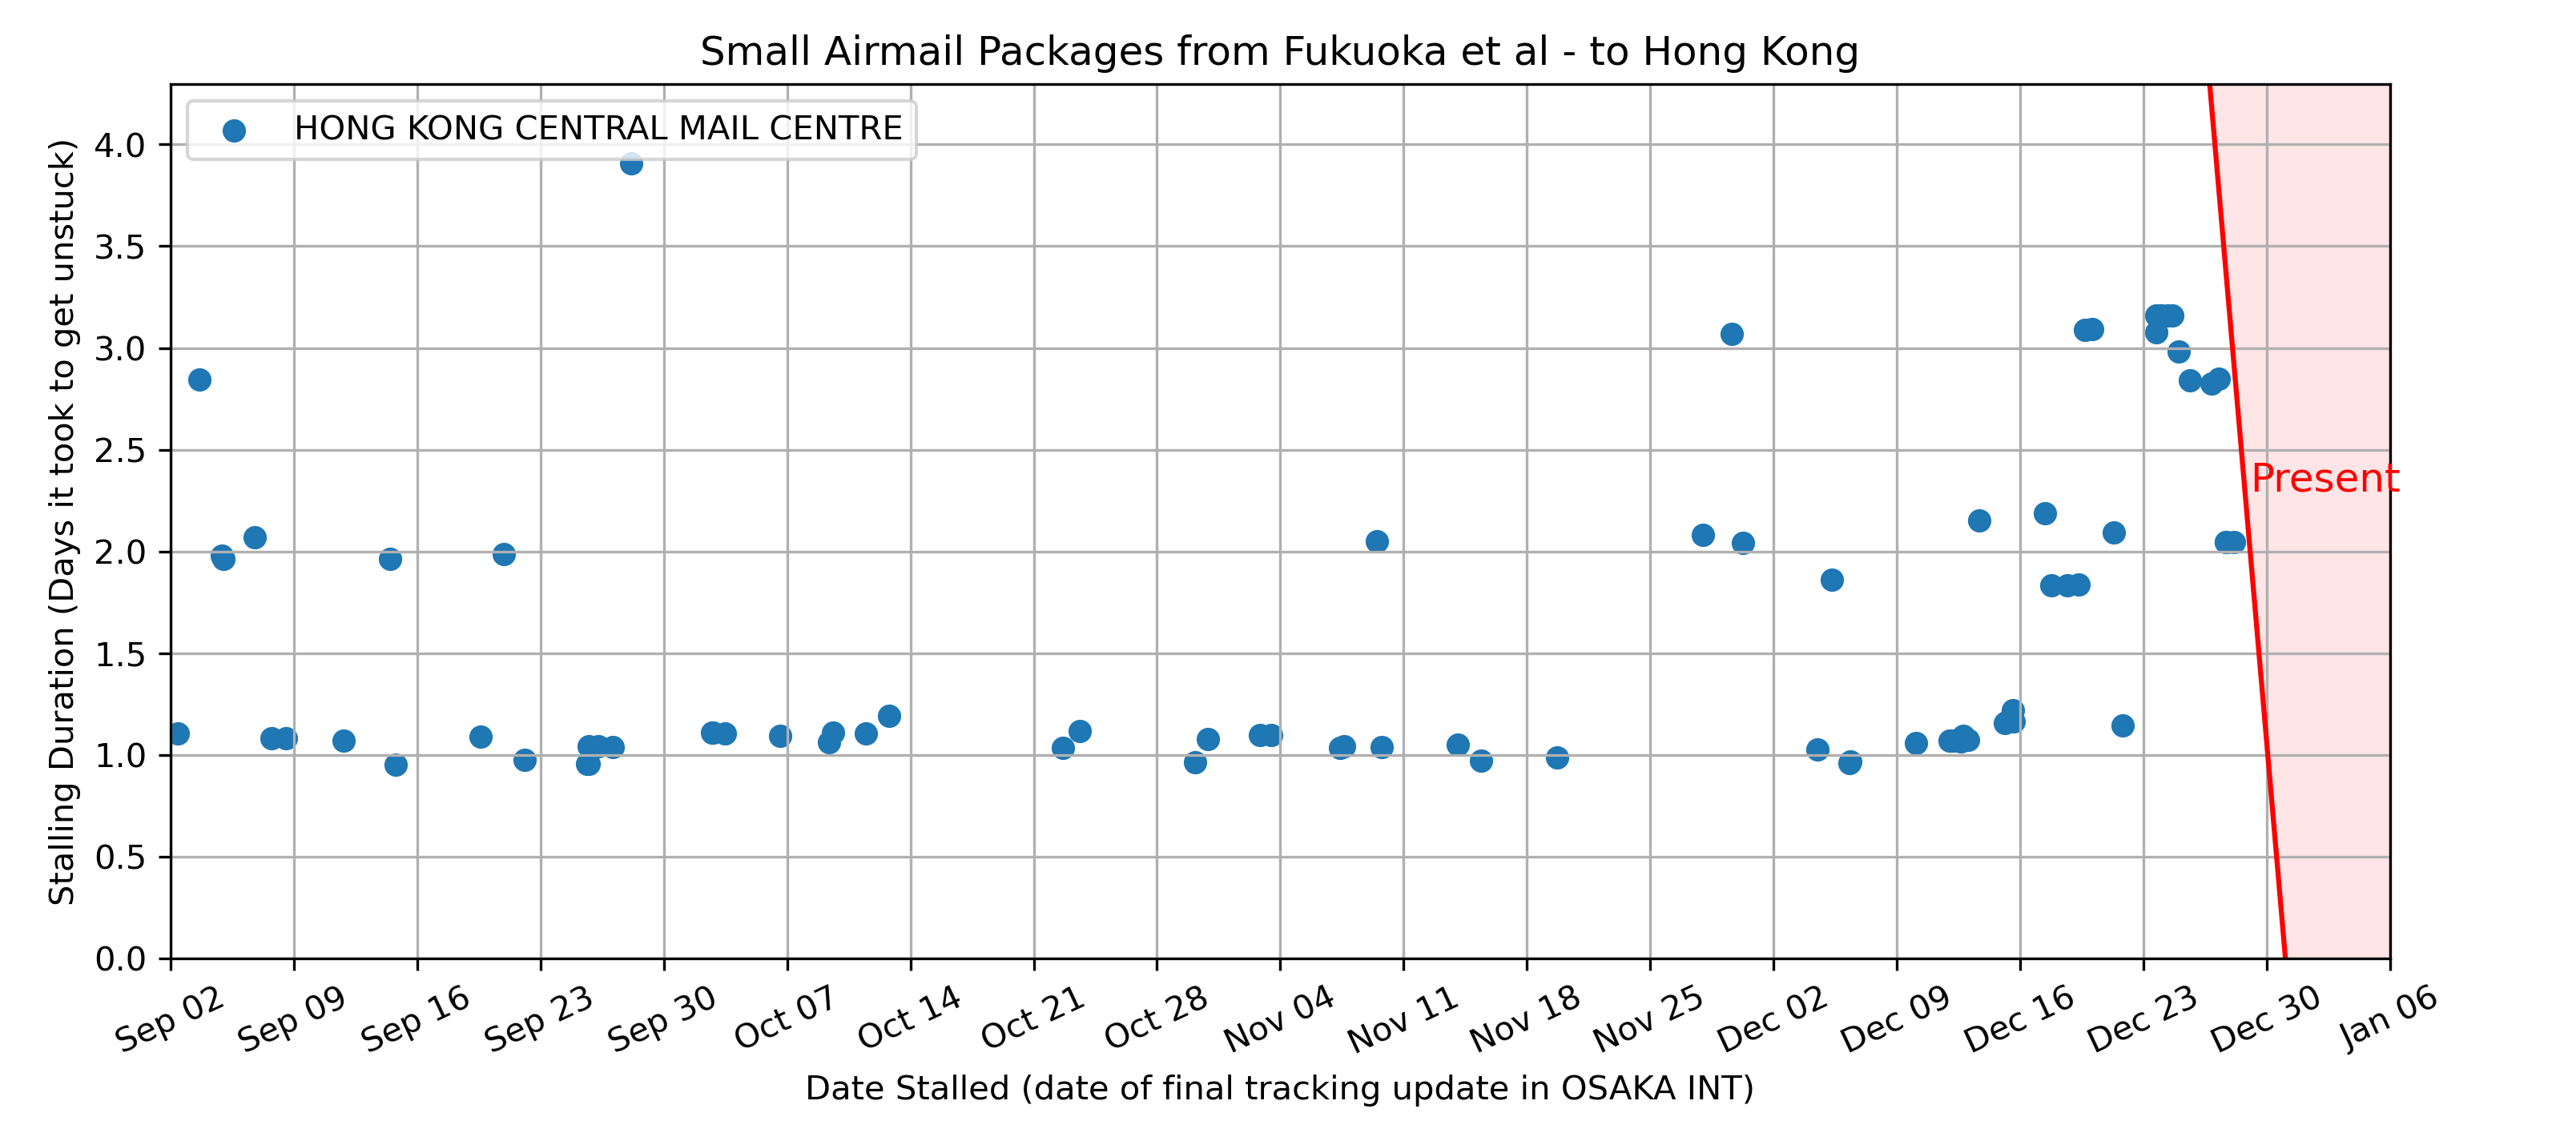 Small Airmail Packages from Fukuoka et al - to Hong Kong
HONG KONG CENTRAL MAIL CENTRE
Stalling Duration (Days it took to get unstuck)
4.0
3.5
3.0
2.5
2.0
1.5
1.0
0.5
0.0
Present
Sep 02 Sep 09 Sep 16 Sep 23 Sep 30 Oct 07 Oct 14 Oct 21 Oct 28 Nov 04 Nov 11 Nov 18 Nov 25 Dec 02 Dec 09 Dec 16 Dec 23 Dec 30 Jan 06
Date Stalled (date of final tracking update in OSAKA INT)